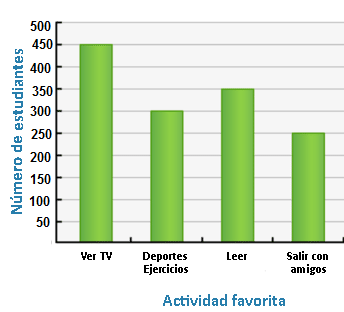 Número de estudiantes
500
450
400
350
300
250
200
150
100
50
Ver TV
Deportes
Ejercicios
Leer
Salir con
amigos
Actividad favorita